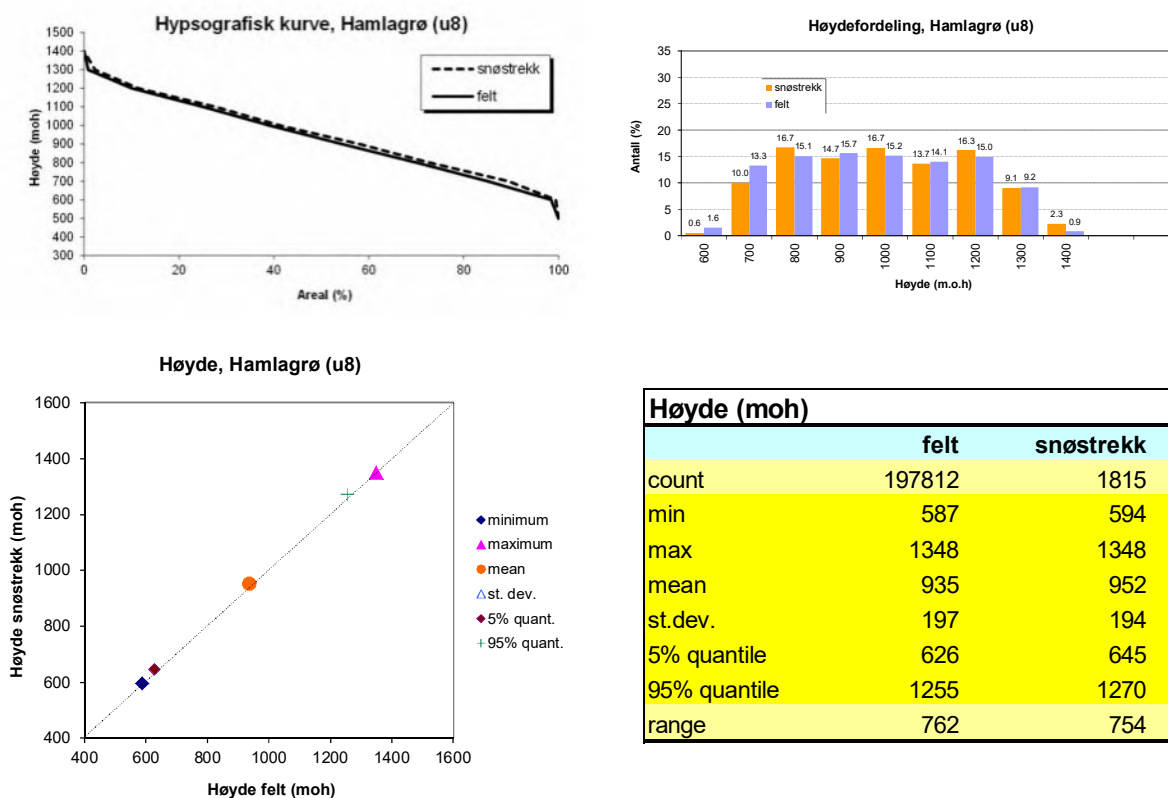 Hypsografisk kurve, Hamlagrø (u8)
1500
1400
1300
1200
1100
1000
900
800
700
600
500
400
300
Høyde (moh)
snøstrekk
felt
0 20 40 60 80 100
Areal (%)
Høydefordeling, Hamlagrø (u8)
35
30
25
20
15
10
5
0
Antall (%)
snøstrekk
felt
0.6 1.6 10.0 13.3 16.7 15.1 14.7 15.7 16.7 15.2 13.7 14.1 16.3 15.0 9.1 9.2 2.3 0.9
600 700 800 900 1000 1100 1200 1300 1400
Høyde (m.o.h)
Høyde, Hamlagrø (u8)
1600
1400
1200
1000
800
600
400
Høyde snøstrekk (moh)
400 600 800 1000 1200 1400 1600
Høyde felt (moh)
minimum
maximum
mean
st. dev.
5% quant.
95% quant.
Høyde (moh)
felt snøstrekk
count 197812 1815
min 587 594
max 1348 1348
mean 935 952
st.dev. 197 194
5% quantile 626 645
95% quantile 1255 1270
range 762 754